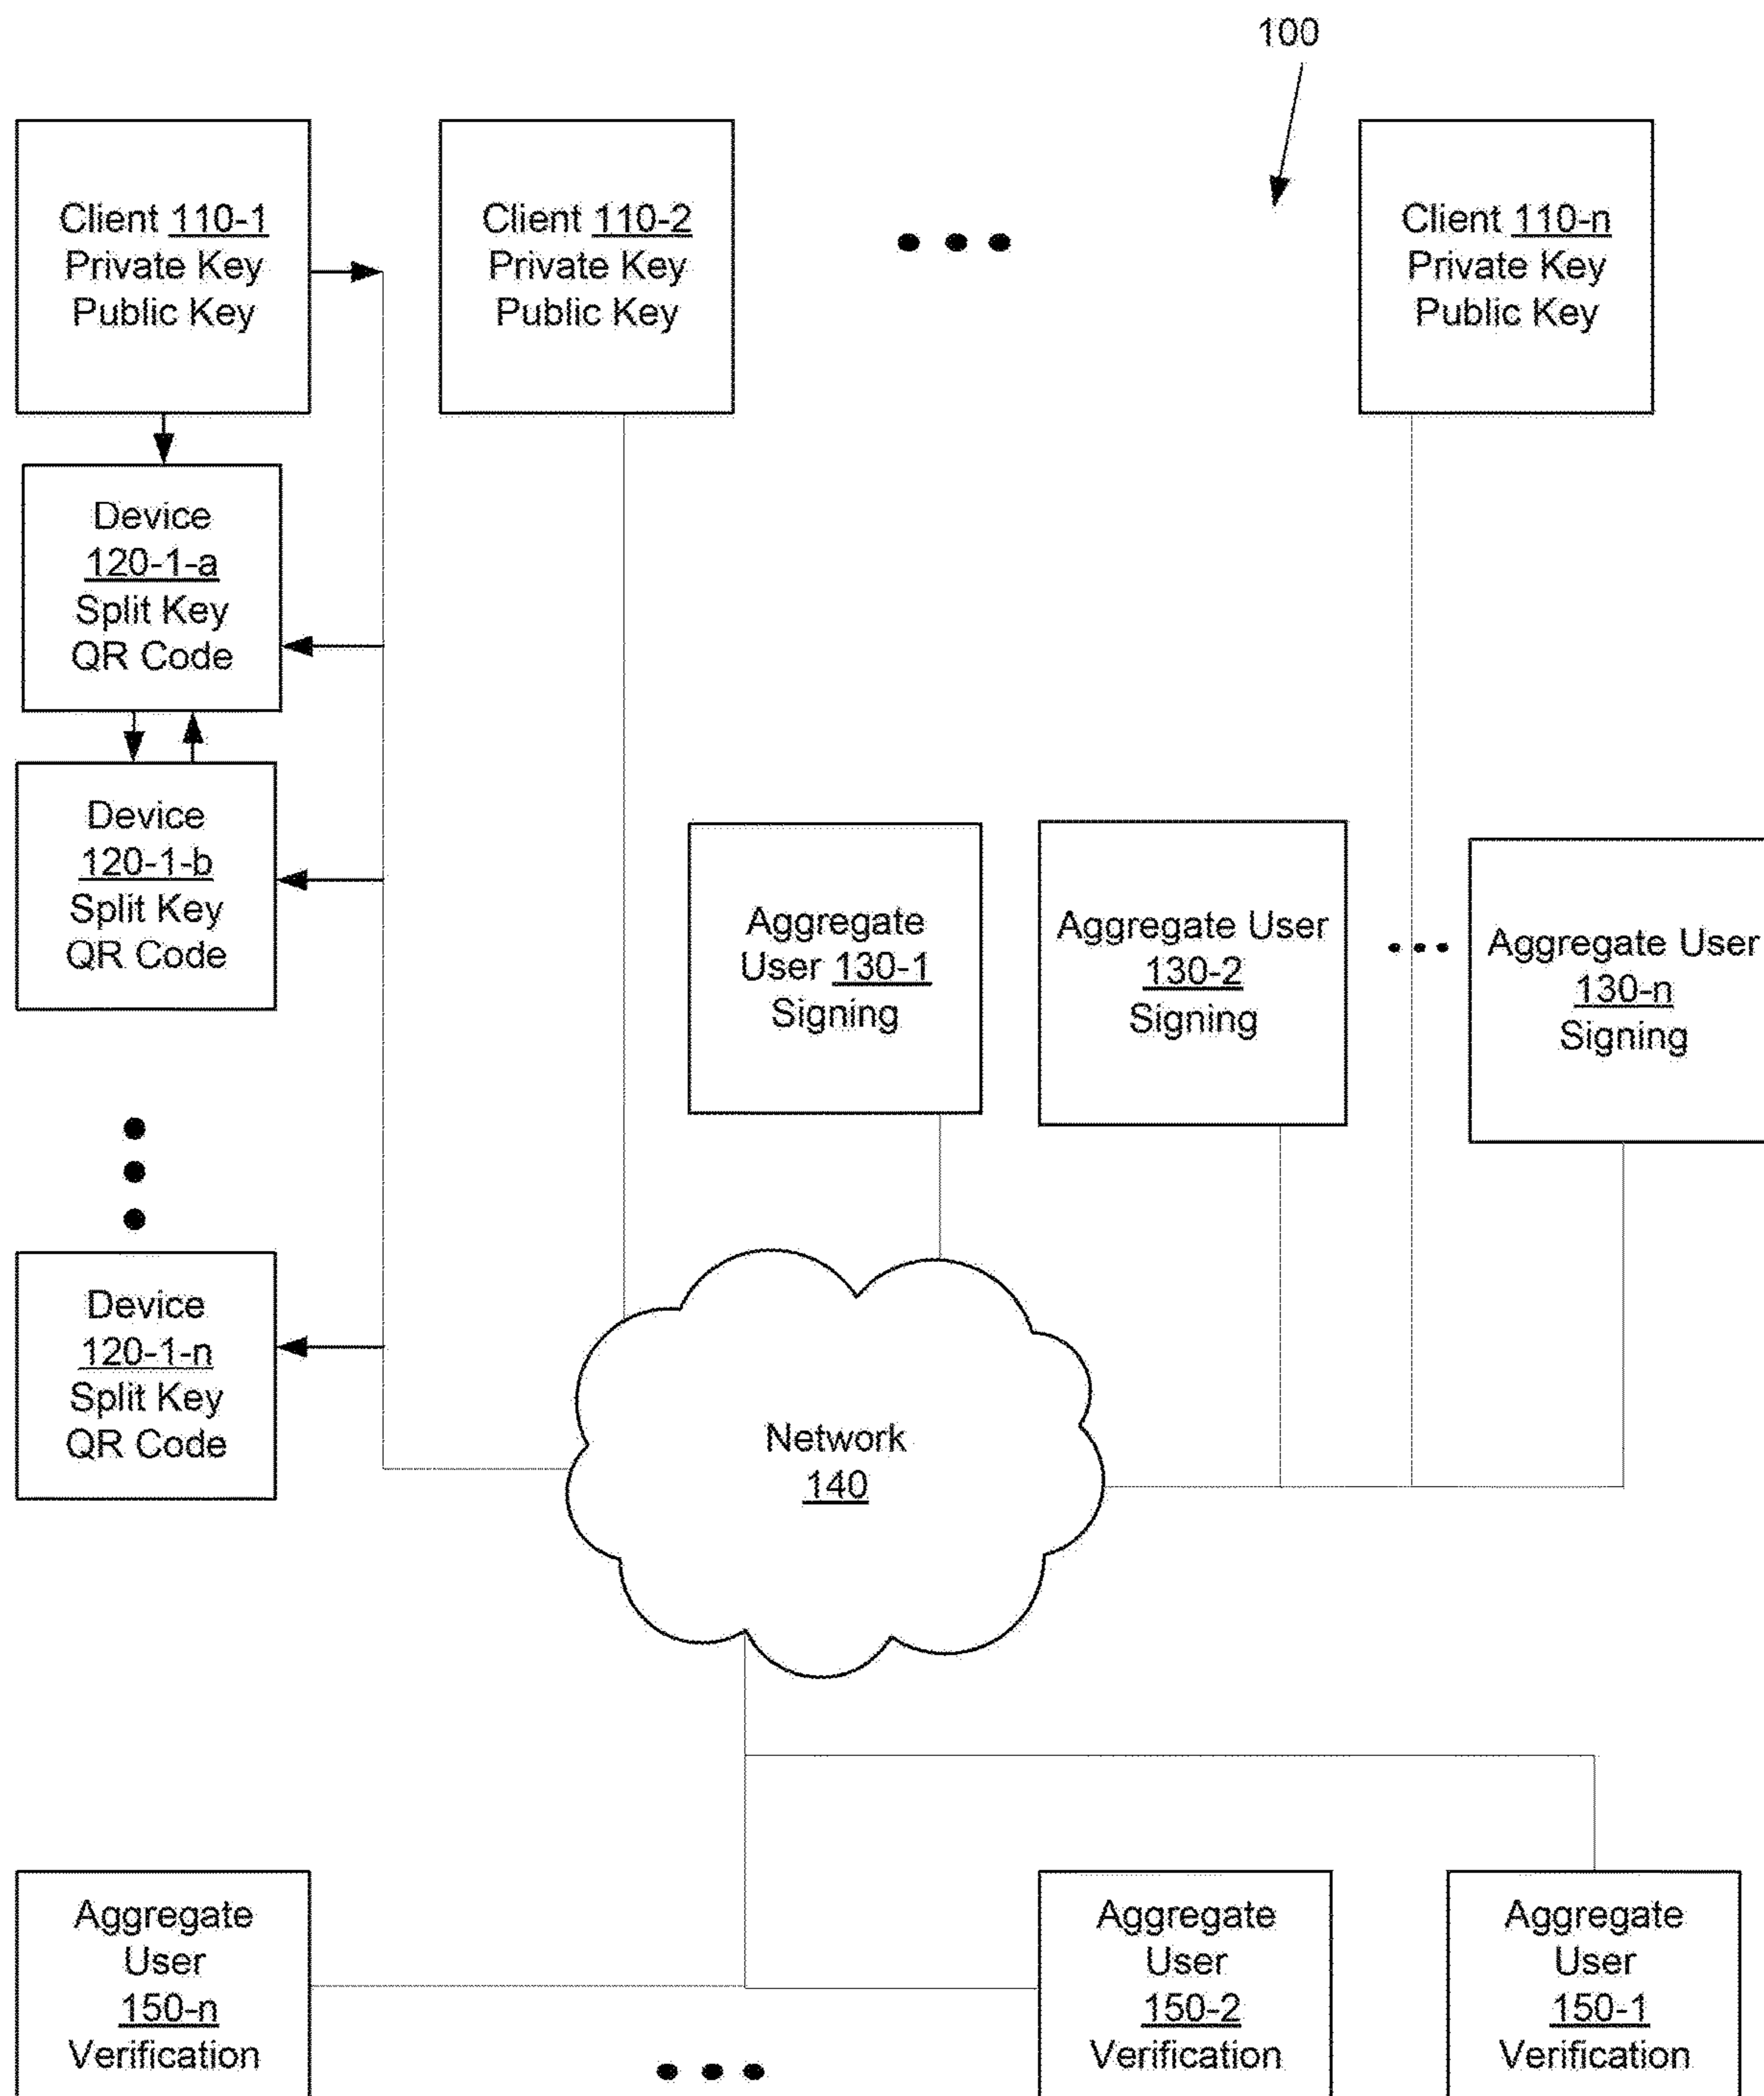 100
Client 110-1
Private Key
Public Key
Client 110-2
Private Key
Public Key
Client 110-n
Private Key
Public Key
Device
120-1-a
Split Key
QR Code
Device
120-1-b
Split Key
QR Code
Aggregate
User 130-1
Signing
Aggregate User
130-2
Signing
Aggregate User
130-n
Signing
Device
120-1-n
Split Key
QR Code
Network
140
Aggregate
User
150-n
Verification
Aggregate
User
150-2
Verification
Aggregate
User
150-1
Verification